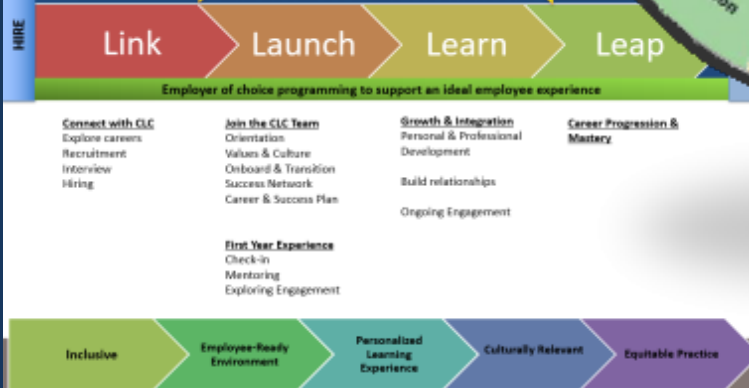 HIRE
Link
Launch
Learn
Leap
Employer of choice programming to support an ideal employee experience
Connect with CLC
Explore careers
Recruitment
Interview
Hiring
Join the CLC Team
Orientation
Values & Culture
Onboard & Transition
Success Network
Career & Success Plan
First Year Experience
Check-in
Mentoring
Exploring Engagement
Growth & Integration
Personal & Professional
Development
Build relationships
Ongoing Engagement
Career Progression &
Mastery
Inclusive
Employee-Ready
Environment
Personalized
Learning
Experience
Culturally Relevant
Equitable Practice